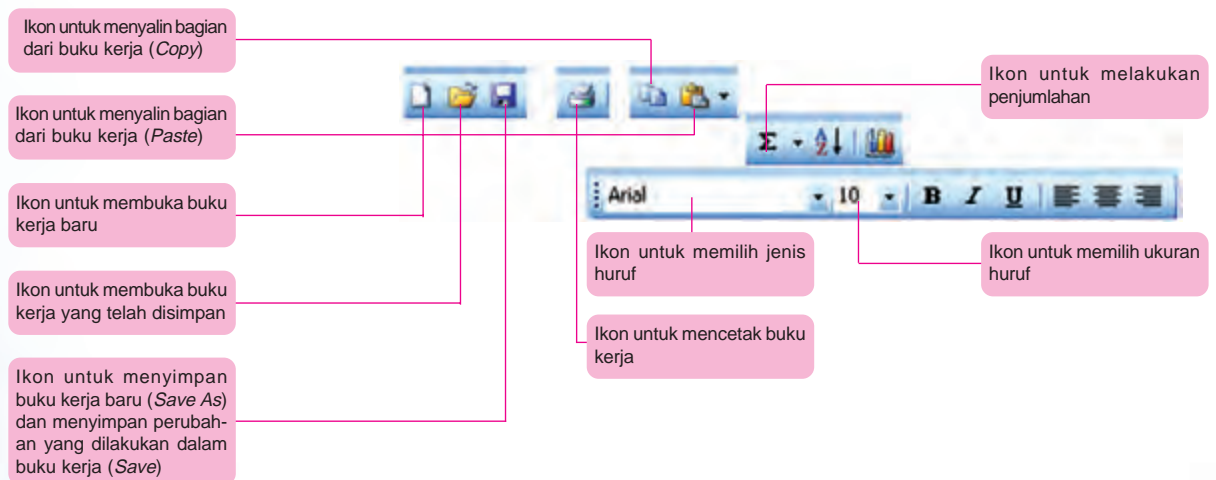 Ikon untuk menyalin bagian
dari buku kerja (Copy)
Ikon untuk menyalin bagian
dari buku kerja (Paste)
Ikon untuk membuka buku
kerja baru
Ikon untuk membuka buku
kerja yang telah disimpan
Ikon untuk menyimpan
buku kerja baru (Save As)
dan menyimpan perubah-
an yang dilakukan dalam
buku kerja (Save)
Ikon untuk melakukan
penjumlahan
Σ A Z
Arial 10 B I U
Ikon untuk memilih jenis
huruf
Ikon untuk memilih ukuran
huruf
Ikon untuk mencetak buku
kerja